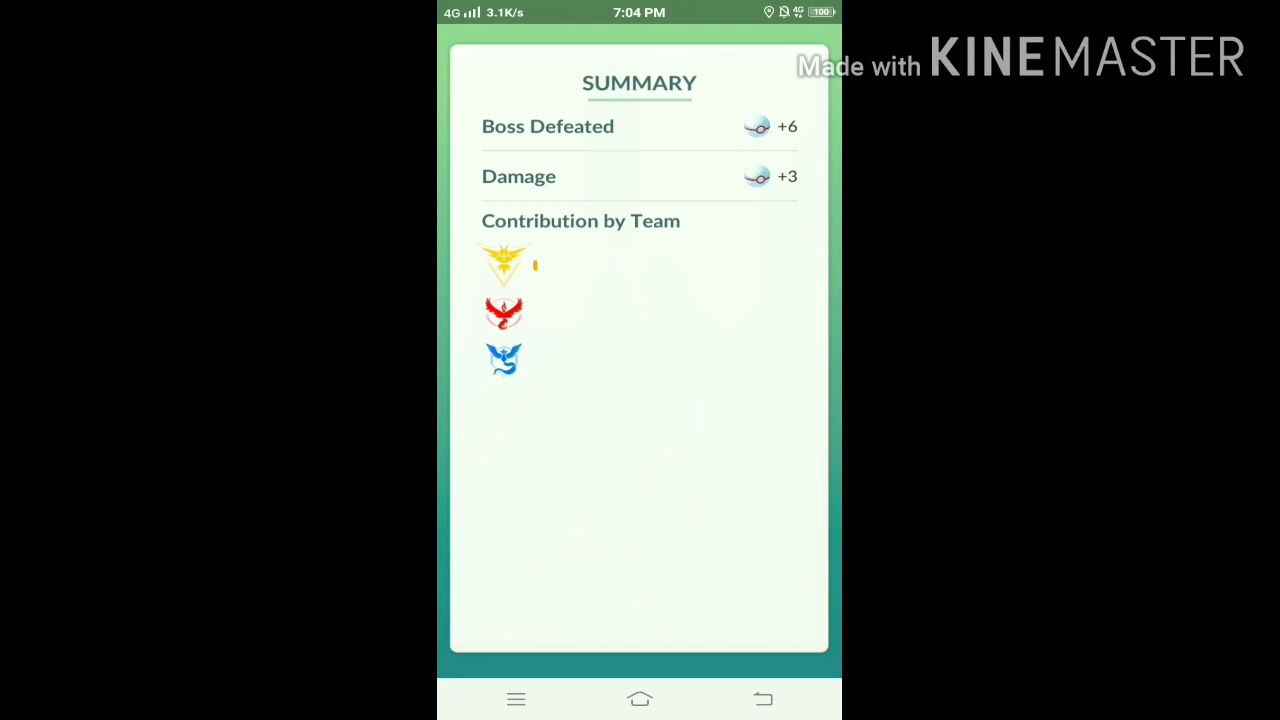 4G 3.1K/s 7:04 PM 4G 100
Made with KINEMASTER
SUMMARY
Boss Defeated +6
Damage +3
Contribution by Team